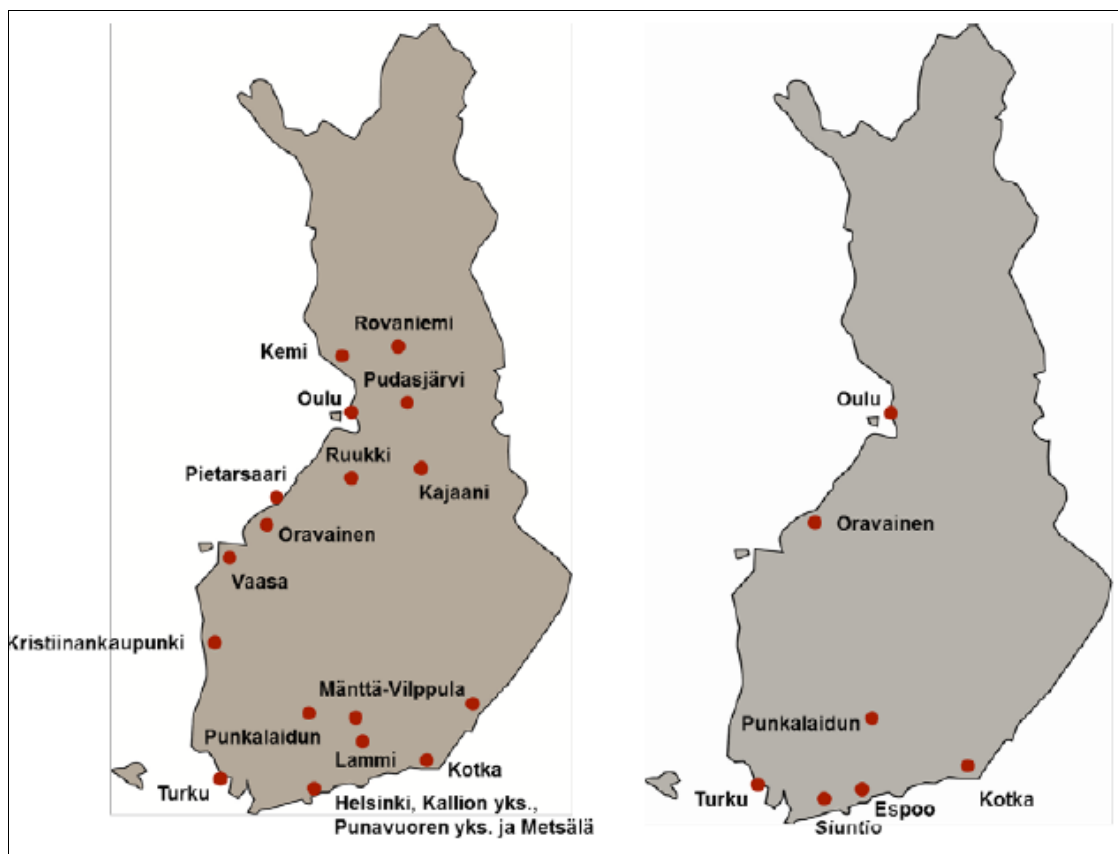 Rovaniemi
Kemi
Pudasjärvi
Oulu
Ruukki
Pietarsaari
Kajaani
Oravainen
Vaasa
Kristiinankaupunki
Mänttä-Vilppula
Punkalaidun
Lammi
Kotka
Turku
Helsinki, Kallion yks.,
Punavuoren yks. ja Metsälä
Oulu
Oravainen
Punkalaidun
Turku
Espoo
Kotka
Siuntio